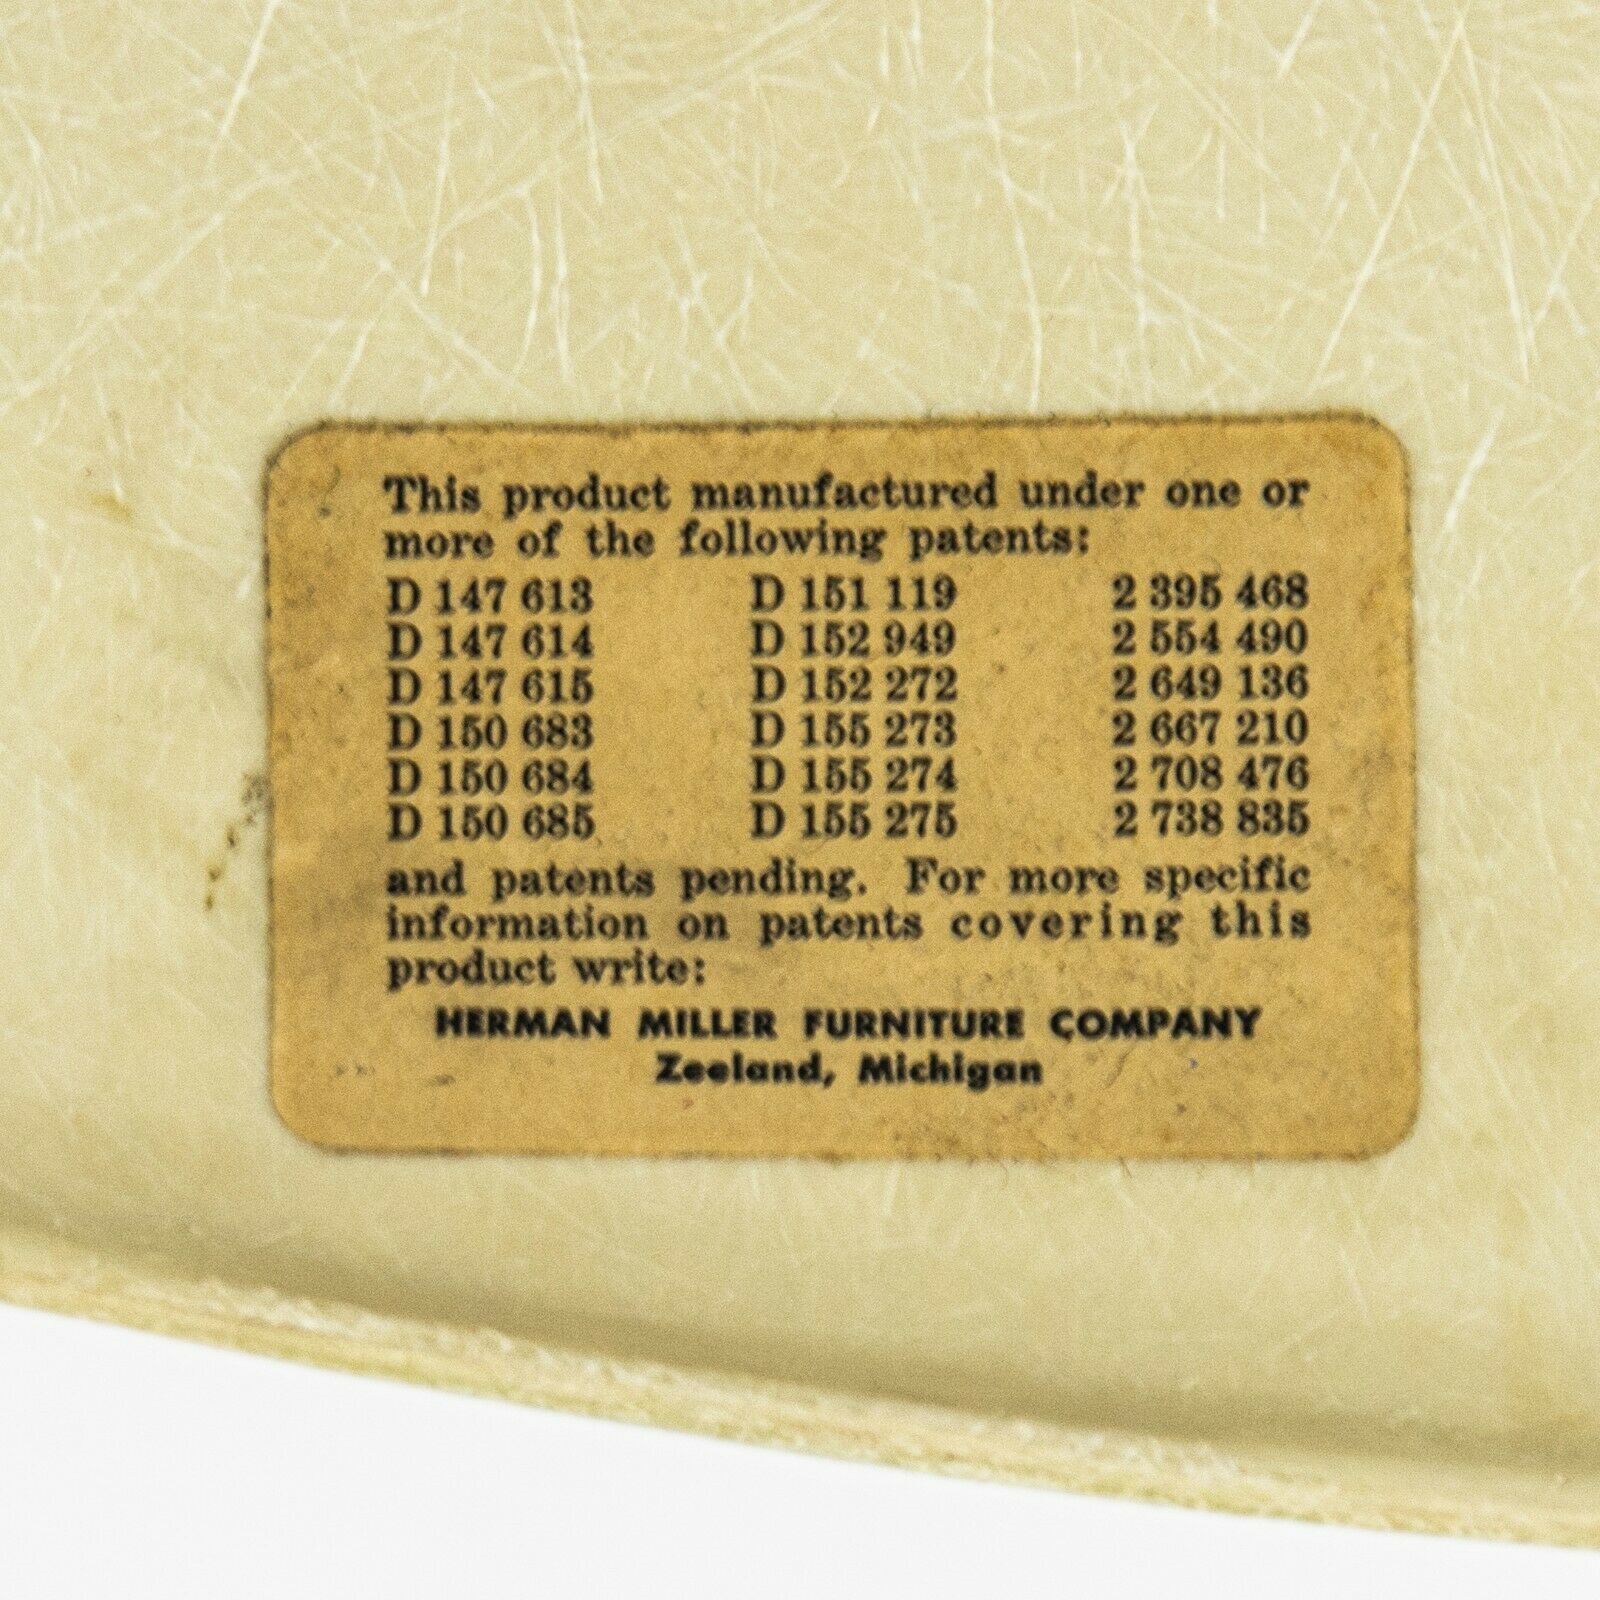 This product manufactured under one or
more of the following patents:
D 147 613 D 151 119 2 395 468
D 147 614 D 152 949 2 554 490
D 147 615 D 152 272 2 649 136
D 150 683 D 155 273 2 667 210
D 150 684 D 155 274 2 708 476
D 150 685 D 155 275 2 738 835
and patents pending. For more specific
information on patents covering this
product write:
HERMAN MILLER FURNITURE COMPANY
Zeeland, Michigan